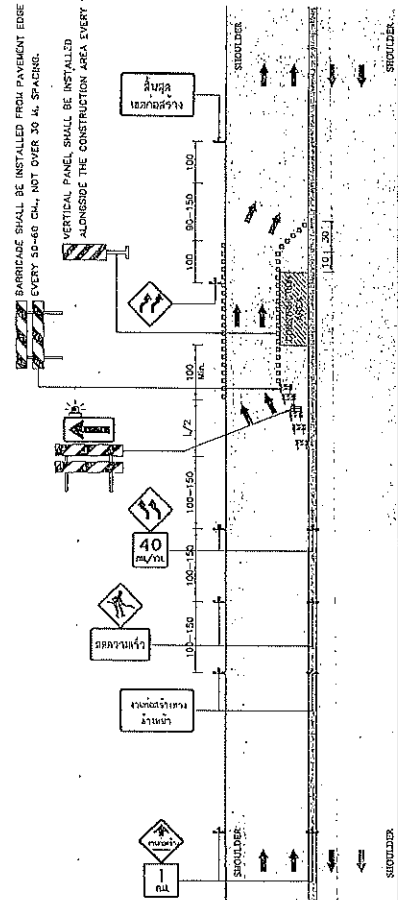 BARRICADE SHALL BE INSTALLED FROM PAVEMENT EDGE
EVERY 50-60 CM., NOT OVER 30 M. SPACING.
VERTICAL PANEL SHALL BE INSTALLED
ALONGSIDE THE CONSTRUCTION AREA EVERY
สิ้นสุด
เขตก่อสร้าง
40
กม./ชม.
ลดความเร็ว
งานก่อสร้างทาง
ข้างหน้า
1
กม.
SHOULDER
SHOULDER
SHOULDER
SHOULDER
CONSTRUCTION
AREA
100
90-150
100
100
Min.
L/2
100-150
100-150
100-150
10
30